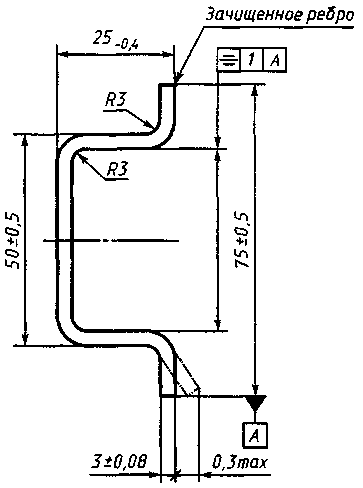 Зачищенное ребро
25-0,4
1 A
R3
R3
50±0,5
75±0,5
A
3±0,08
0,3max